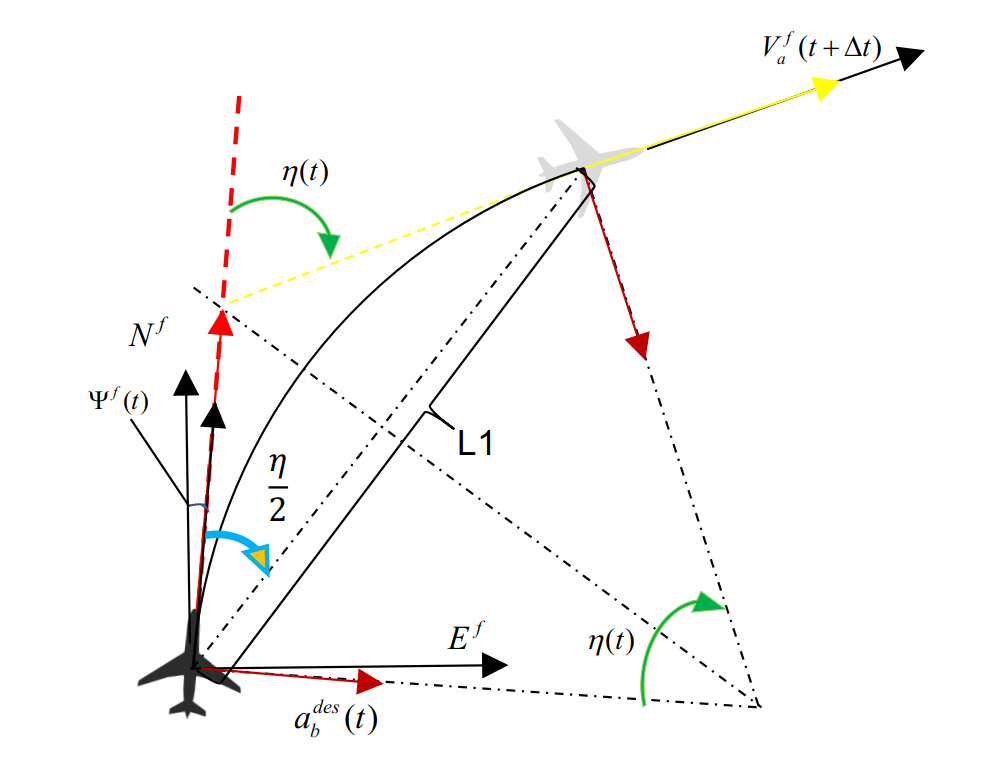 V_a^f (t + Δt)
η(t)
N^f
Ψ^f (t)
η/2
L1
E^f
η(t)
a_b^{des} (t)